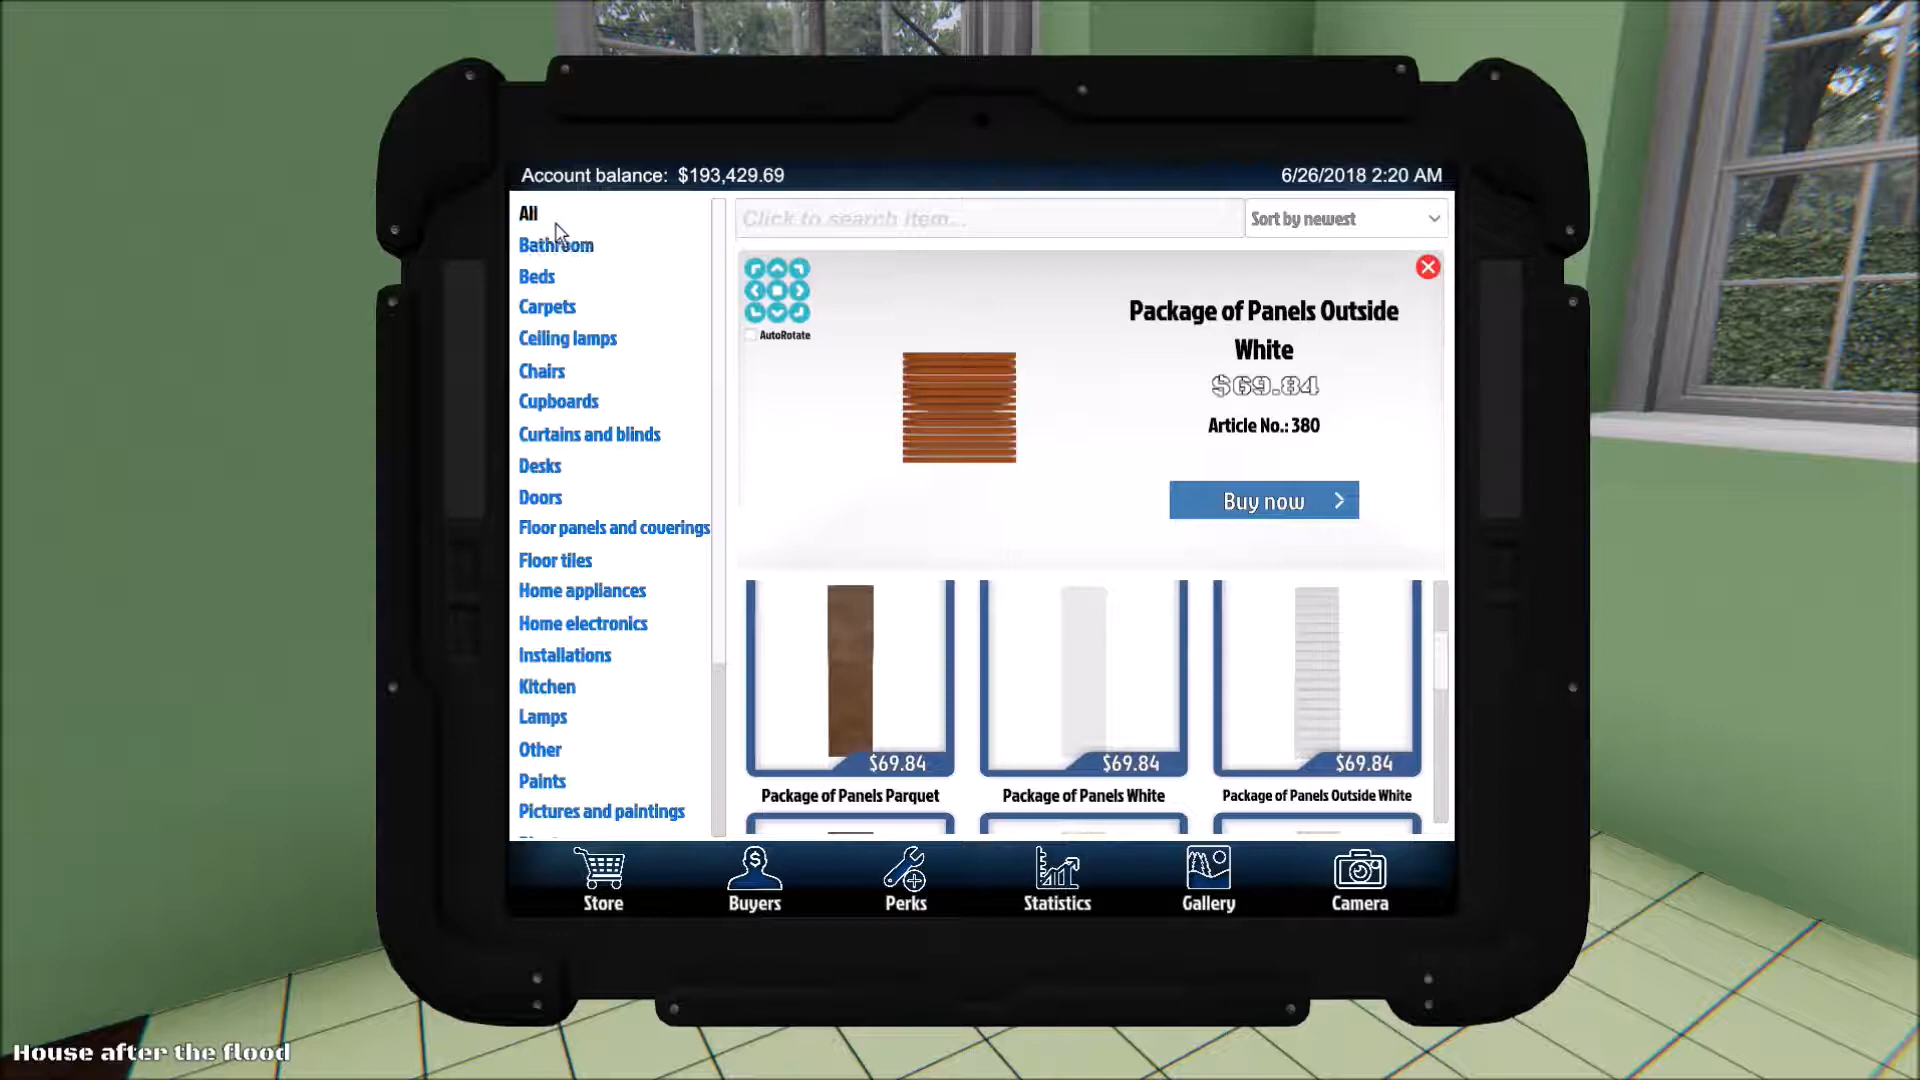 Account balance: $193,429.69
6/26/2018 2:20 AM
All
Bathroom
Beds
Carpets
Ceiling lamps
Chairs
Cupboards
Curtains and blinds
Desks
Doors
Floor panels and coverings
Floor tiles
Home appliances
Home electronics
Installations
Kitchen
Lamps
Other
Paints
Pictures and paintings
Click to search item...
Sort by newest
AutoRotate
Package of Panels Outside
White
$69.84
Article No.: 380
Buy now
$69.84
$69.84
$69.84
Package of Panels Parquet
Package of Panels White
Package of Panels Outside White
Store
Buyers
Perks
Statistics
Gallery
Camera
House after the flood